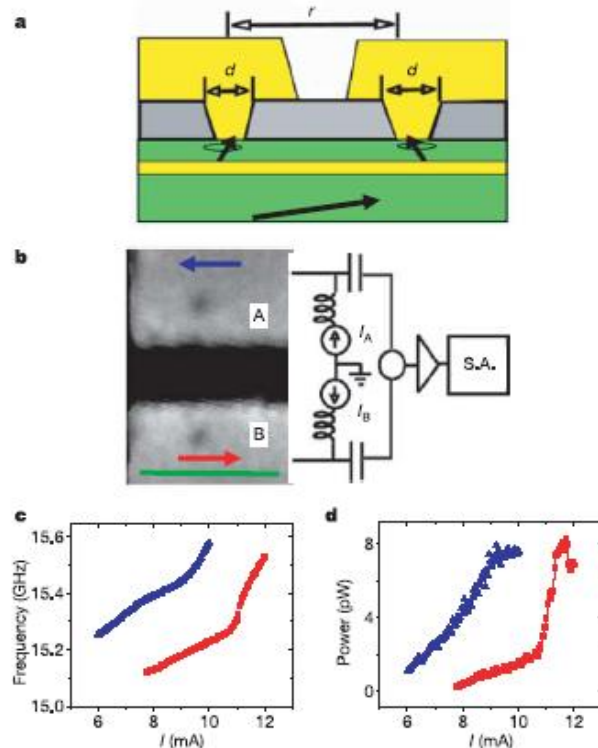 a
r
d d
b
A
I_A
S.A.
I_B
B
c d
15,6
15,4
15,2
15,0
Frequency (GHz)
6 8 10 12
I (mA)
8
4
0
Power (pW)
6 8 10 12
I (mA)